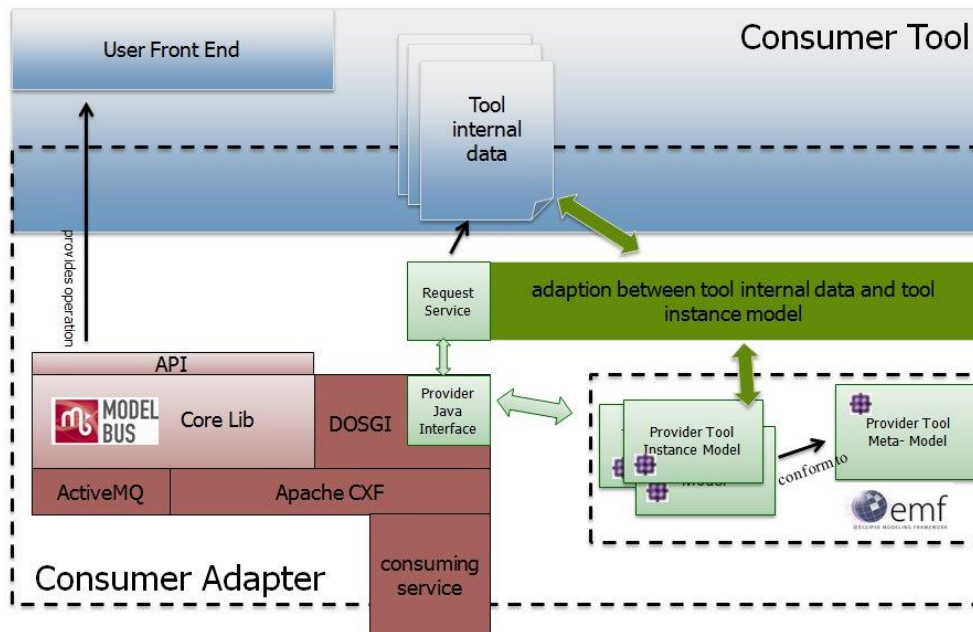 User Front End
Consumer Tool
Tool
internal
data
provides operation
Request
Service
adaption between tool internal data and tool
instance model
API
MODEL
BUS
Core Lib
DOSGI
Provider
Java
Interface
Provider Tool
Instance Model
Model
conform to
Provider Tool
Meta- Model
emf
ECLIPSE MODELING FRAMEWORK
ActiveMQ
Apache CXF
consuming
service
Consumer Adapter